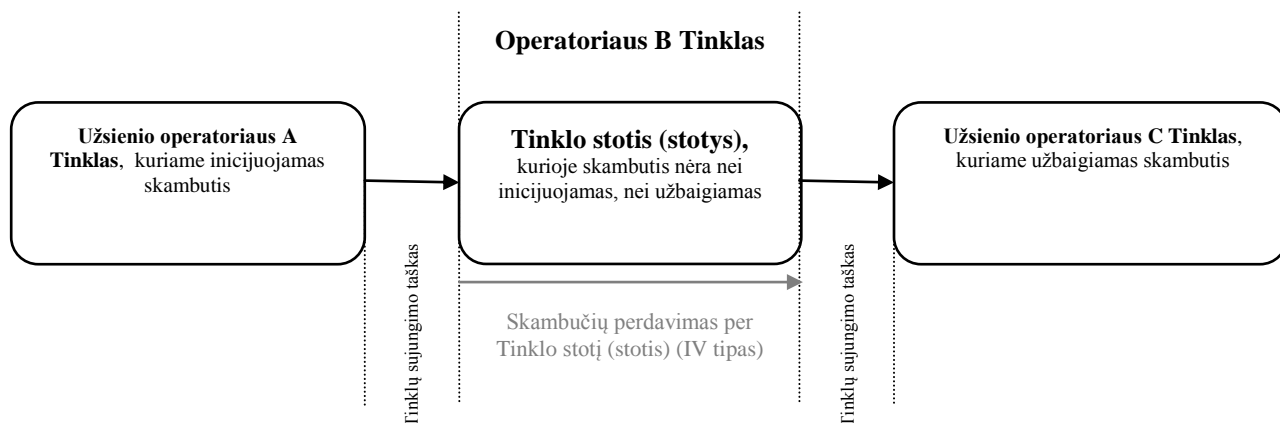 Operatoriaus B Tinklas
Užsienio operatoriaus A
Tinklas, kuriame inicijuojamas
skambutis
Tinklo stotis (stotys),
kurioje skambutis nėra nei
inicijuojamas, nei užbaigiamas
Užsienio operatoriaus C Tinklas,
kuriame užbaigiamas skambutis
Tinklų sujungimo taškas
Skambučių perdavimas per
Tinklo stotį (stotis) (IV tipas)
Tinklų sujungimo taškas